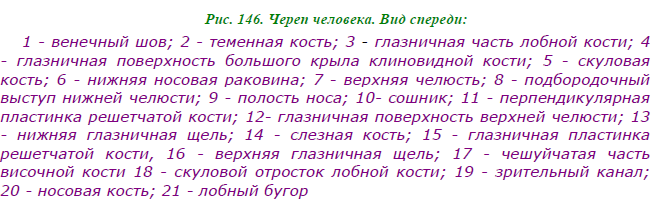 Рис. 146. Череп человека. Вид спереди:
1 - венечный шов; 2 - теменная кость; 3 - глазничная часть лобной кости; 4
- глазничная поверхность большого крыла клиновидной кости; 5 - скуловая
кость; 6 - нижняя носовая раковина; 7 - верхняя челюсть; 8 - подбородочный
выступ нижней челюсти; 9 - полость носа; 10- сошник; 11 - перпендикулярная
пластинка решетчатой кости; 12- глазничная поверхность верхней челюсти; 13
- нижняя глазничная щель; 14 - слезная кость; 15 - глазничная пластинка
решетчатой кости, 16 - верхняя глазничная щель; 17 - чешуйчатая часть
височной кости 18 - скуловой отросток лобной кости; 19 - зрительный канал;
20 - носовая кость; 21 - лобный бугор